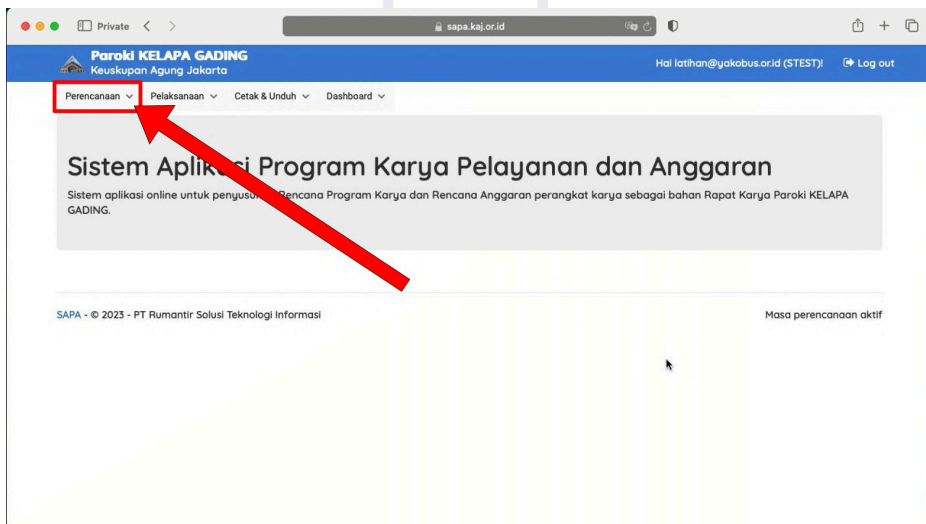 Private
sapa.kaj.or.id
Paroki KELAPA GADING
Keuskupan Agung Jakarta
Hai latihan@yakobus.or.id (STEST)!
Log out
Perencanaan
Pelaksanaan
Cetak & Unduh
Dashboard
Sistem Aplikasi Program Karya Pelayanan dan Anggaran
Sistem aplikasi online untuk penyusunan Rencana Program Karya dan Rencana Anggaran perangkat karya sebagai bahan Rapat Karya Paroki KELAPA
GADING.
SAPA - © 2023 - PT Rumantir Solusi Teknologi Informasi
Masa perencanaan aktif